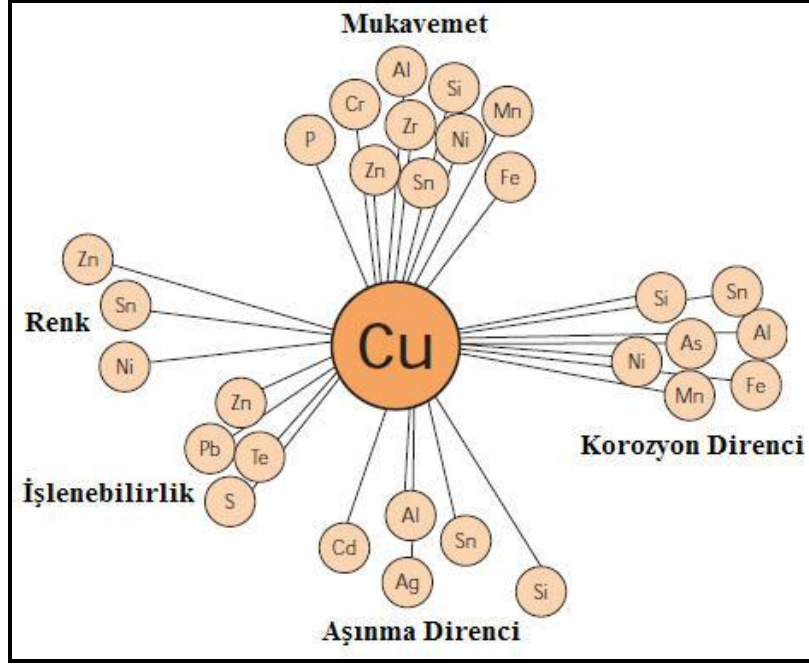 Mukavemet
Al
Si
Cr
Mn
Zr
P
Ni
Zn
Sn
Fe
Zn
Sn
Renk
Ni
Cu
Si
Sn
Al
As
Ni
Fe
Mn
Korozyon Direnci
Zn
Pb
Te
S
İşlenebilirlik
Al
Sn
Cd
Ag
Si
Aşınma Direnci